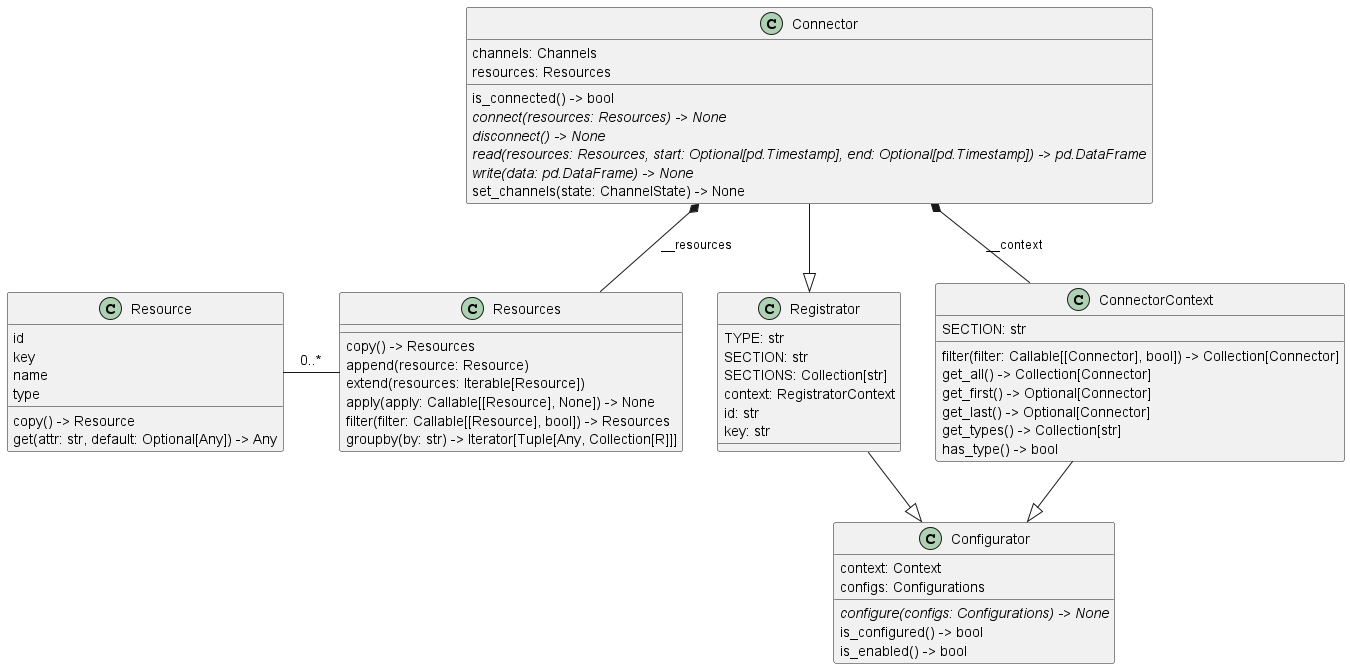 C Connector
channels: Channels
resources: Resources
is_connected() -> bool
connect(resources: Resources) -> None
disconnect() -> None
read(resources: Resources, start: Optional[pd.Timestamp], end: Optional[pd.Timestamp]) -> pd.DataFrame
write(data: pd.DataFrame) -> None
set_channels(state: ChannelState) -> None
__resources
__context
C Resource
id
key
name
type
copy() -> Resource
get(attr: str, default: Optional[Any]) -> Any
0..*
C Resources
copy() -> Resources
append(resource: Resource)
extend(resources: Iterable[Resource])
apply(apply: Callable[[Resource], None]) -> None
filter(filter: Callable[[Resource], bool]) -> Resources
groupby(by: str) -> Iterator[Tuple[Any, Collection[R]]]
C Registrator
TYPE: str
SECTION: str
SECTIONS: Collection[str]
context: RegistratorContext
id: str
key: str
C ConnectorContext
SECTION: str
filter(filter: Callable[[Connector], bool]) -> Collection[Connector]
get_all() -> Collection[Connector]
get_first() -> Optional[Connector]
get_last() -> Optional[Connector]
get_types() -> Collection[str]
has_type() -> bool
C Configurator
context: Context
configs: Configurations
configure(configs: Configurations) -> None
is_configured() -> bool
is_enabled() -> bool